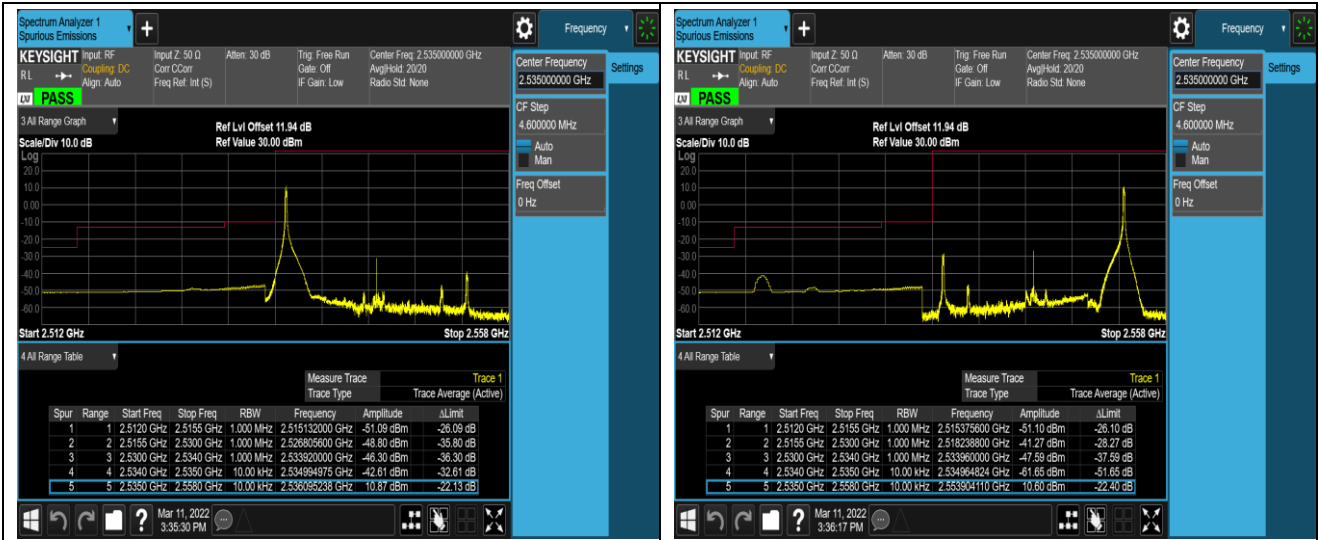 Spectrum Analyzer 1
Spurious Emissions
Frequency
KEYSIGHT Input: RF Input Z: 50 Ω Atten: 30 dB Trig: Free Run Center Freq: 2.535000000 GHz
RL Coupling: DC Corr CCorr Gate: Off Avg|Hold: 20/20
Align: Auto Freq Ref: Int (S) IF Gain: Low Radio Std: None
LXI PASS
Center Frequency
2.535000000 GHz
Settings
CF Step
4.600000 MHz
Auto
Man
Freq Offset
0 Hz
3 All Range Graph
Ref Lvl Offset 11.94 dB
Scale/Div 10.0 dB Ref Value 30.00 dBm
Log
20.0
10.0
0.00
-10.0
-20.0
-30.0
-40.0
-50.0
-60.0
Start 2.512 GHz Stop 2.558 GHz
4 All Range Table
Measure Trace Trace 1
Trace Type Trace Average (Active)
Spur Range Start Freq Stop Freq RBW Frequency Amplitude ΔLimit
1 1 2.5120 GHz 2.5155 GHz 1.000 MHz 2.515132000 GHz -51.09 dBm -26.09 dB
2 2 2.5155 GHz 2.5300 GHz 1.000 MHz 2.526805600 GHz -48.80 dBm -35.80 dB
3 3 2.5300 GHz 2.5340 GHz 1.000 MHz 2.533920000 GHz -46.30 dBm -36.30 dB
4 4 2.5340 GHz 2.5350 GHz 10.00 kHz 2.534994975 GHz -42.61 dBm -32.61 dB
5 5 2.5350 GHz 2.5580 GHz 10.00 kHz 2.536095238 GHz 10.87 dBm -22.13 dB
Mar 11, 2022
3:35:30 PM
Spectrum Analyzer 1
Spurious Emissions
Frequency
KEYSIGHT Input: RF Input Z: 50 Ω Atten: 30 dB Trig: Free Run Center Freq: 2.535000000 GHz
RL Coupling: DC Corr CCorr Gate: Off Avg|Hold: 20/20
Align: Auto Freq Ref: Int (S) IF Gain: Low Radio Std: None
LXI PASS
Center Frequency
2.535000000 GHz
Settings
CF Step
4.600000 MHz
Auto
Man
Freq Offset
0 Hz
3 All Range Graph
Ref Lvl Offset 11.94 dB
Scale/Div 10.0 dB Ref Value 30.00 dBm
Log
20.0
10.0
0.00
-10.0
-20.0
-30.0
-40.0
-50.0
-60.0
Start 2.512 GHz Stop 2.558 GHz
4 All Range Table
Measure Trace Trace 1
Trace Type Trace Average (Active)
Spur Range Start Freq Stop Freq RBW Frequency Amplitude ΔLimit
1 1 2.5120 GHz 2.5155 GHz 1.000 MHz 2.515375600 GHz -51.10 dBm -26.10 dB
2 2 2.5155 GHz 2.5300 GHz 1.000 MHz 2.518238800 GHz -41.27 dBm -28.27 dB
3 3 2.5300 GHz 2.5340 GHz 1.000 MHz 2.533960000 GHz -47.59 dBm -37.59 dB
4 4 2.5340 GHz 2.5350 GHz 10.00 kHz 2.534964824 GHz -61.65 dBm -51.65 dB
5 5 2.5350 GHz 2.5580 GHz 10.00 kHz 2.553904110 GHz 10.60 dBm -22.40 dB
Mar 11, 2022
3:36:17 PM